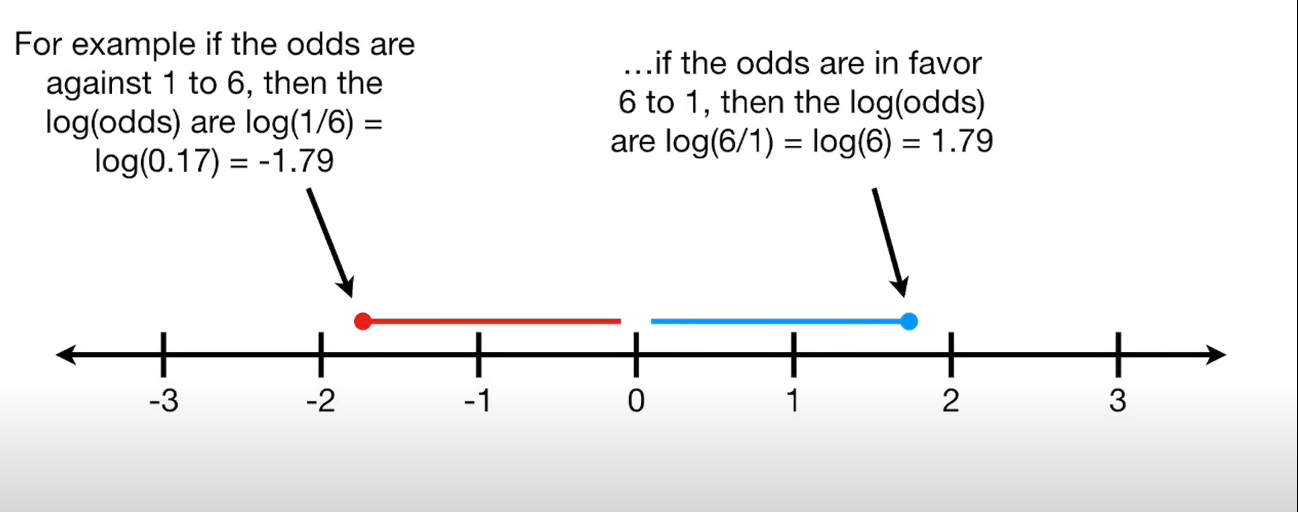 For example if the odds are
against 1 to 6, then the
log(odds) are log(1/6) =
log(0.17) = -1.79
...if the odds are in favor
6 to 1, then the log(odds)
are log(6/1) = log(6) = 1.79
-3 -2 -1 0 1 2 3